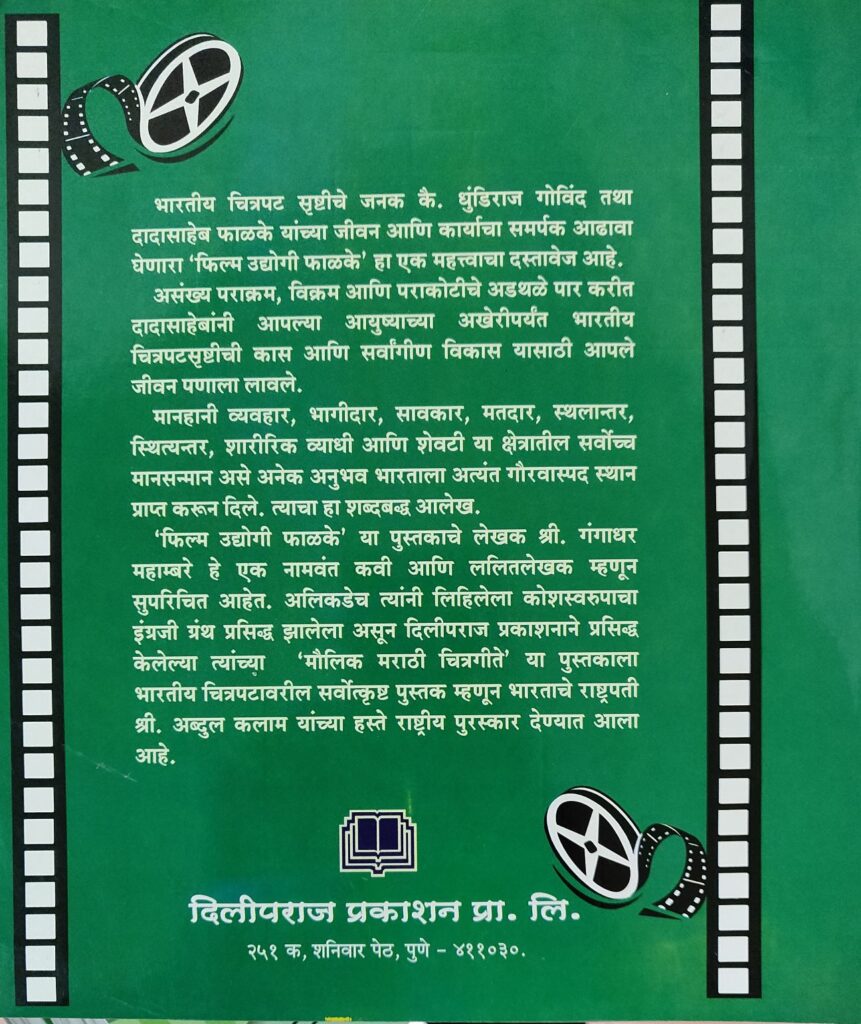 भारतीय चित्रपट सृष्टीचे जनक कै. धुंडिराज गोविंद तथा
दादासाहेब फाळके यांच्या जीवन आणि कार्याचा समर्पक आढावा
घेणारा ‘फिल्म उद्योगी फाळके’ हा एक महत्त्वाचा दस्तावेज आहे.
असंख्य पराक्रम, विक्रम आणि पराकोटीचे अडथळे पार करीत
दादासाहेबांनी आपल्या आयुष्याच्या अखेरीपर्यंत भारतीय
चित्रपटसृष्टीची कास आणि सर्वांगीण विकास यासाठी आपले
जीवन पणाला लावले.
मानहानी व्यवहार, भागीदार, सावकार, मतदार, स्थलान्तर,
स्थित्यन्तर, शारीरिक व्याधी आणि शेवटी या क्षेत्रातील सर्वोच्च
मानसन्मान असे अनेक अनुभव भारताला अत्यंत गौरवास्पद स्थान
प्राप्त करून दिले. त्याचा हा शब्दबद्ध आलेख.
‘फिल्म उद्योगी फाळके’ या पुस्तकाचे लेखक श्री. गंगाधर
महाम्बरे हे एक नामवंत कवी आणि ललितलेखक म्हणून
सुपरिचित आहेत. अलिकडेच त्यांनी लिहिलेला कोशस्वरुपाचा
इंग्रजी ग्रंथ प्रसिद्ध झालेला असून दिलीपराज प्रकाशनाने प्रसिद्ध
केलेल्या त्यांच्या ‘मौलिक मराठी चित्रगीते’ या पुस्तकाला
भारतीय चित्रपटावरील सर्वोत्कृष्ट पुस्तक म्हणून भारताचे राष्ट्रपती
श्री. अब्दुल कलाम यांच्या हस्ते राष्ट्रीय पुरस्कार देण्यात आला
आहे.
दिलीपराज प्रकाशन प्रा. लि.
२५१ क, शनिवार पेठ, पुणे – ४११०३०.